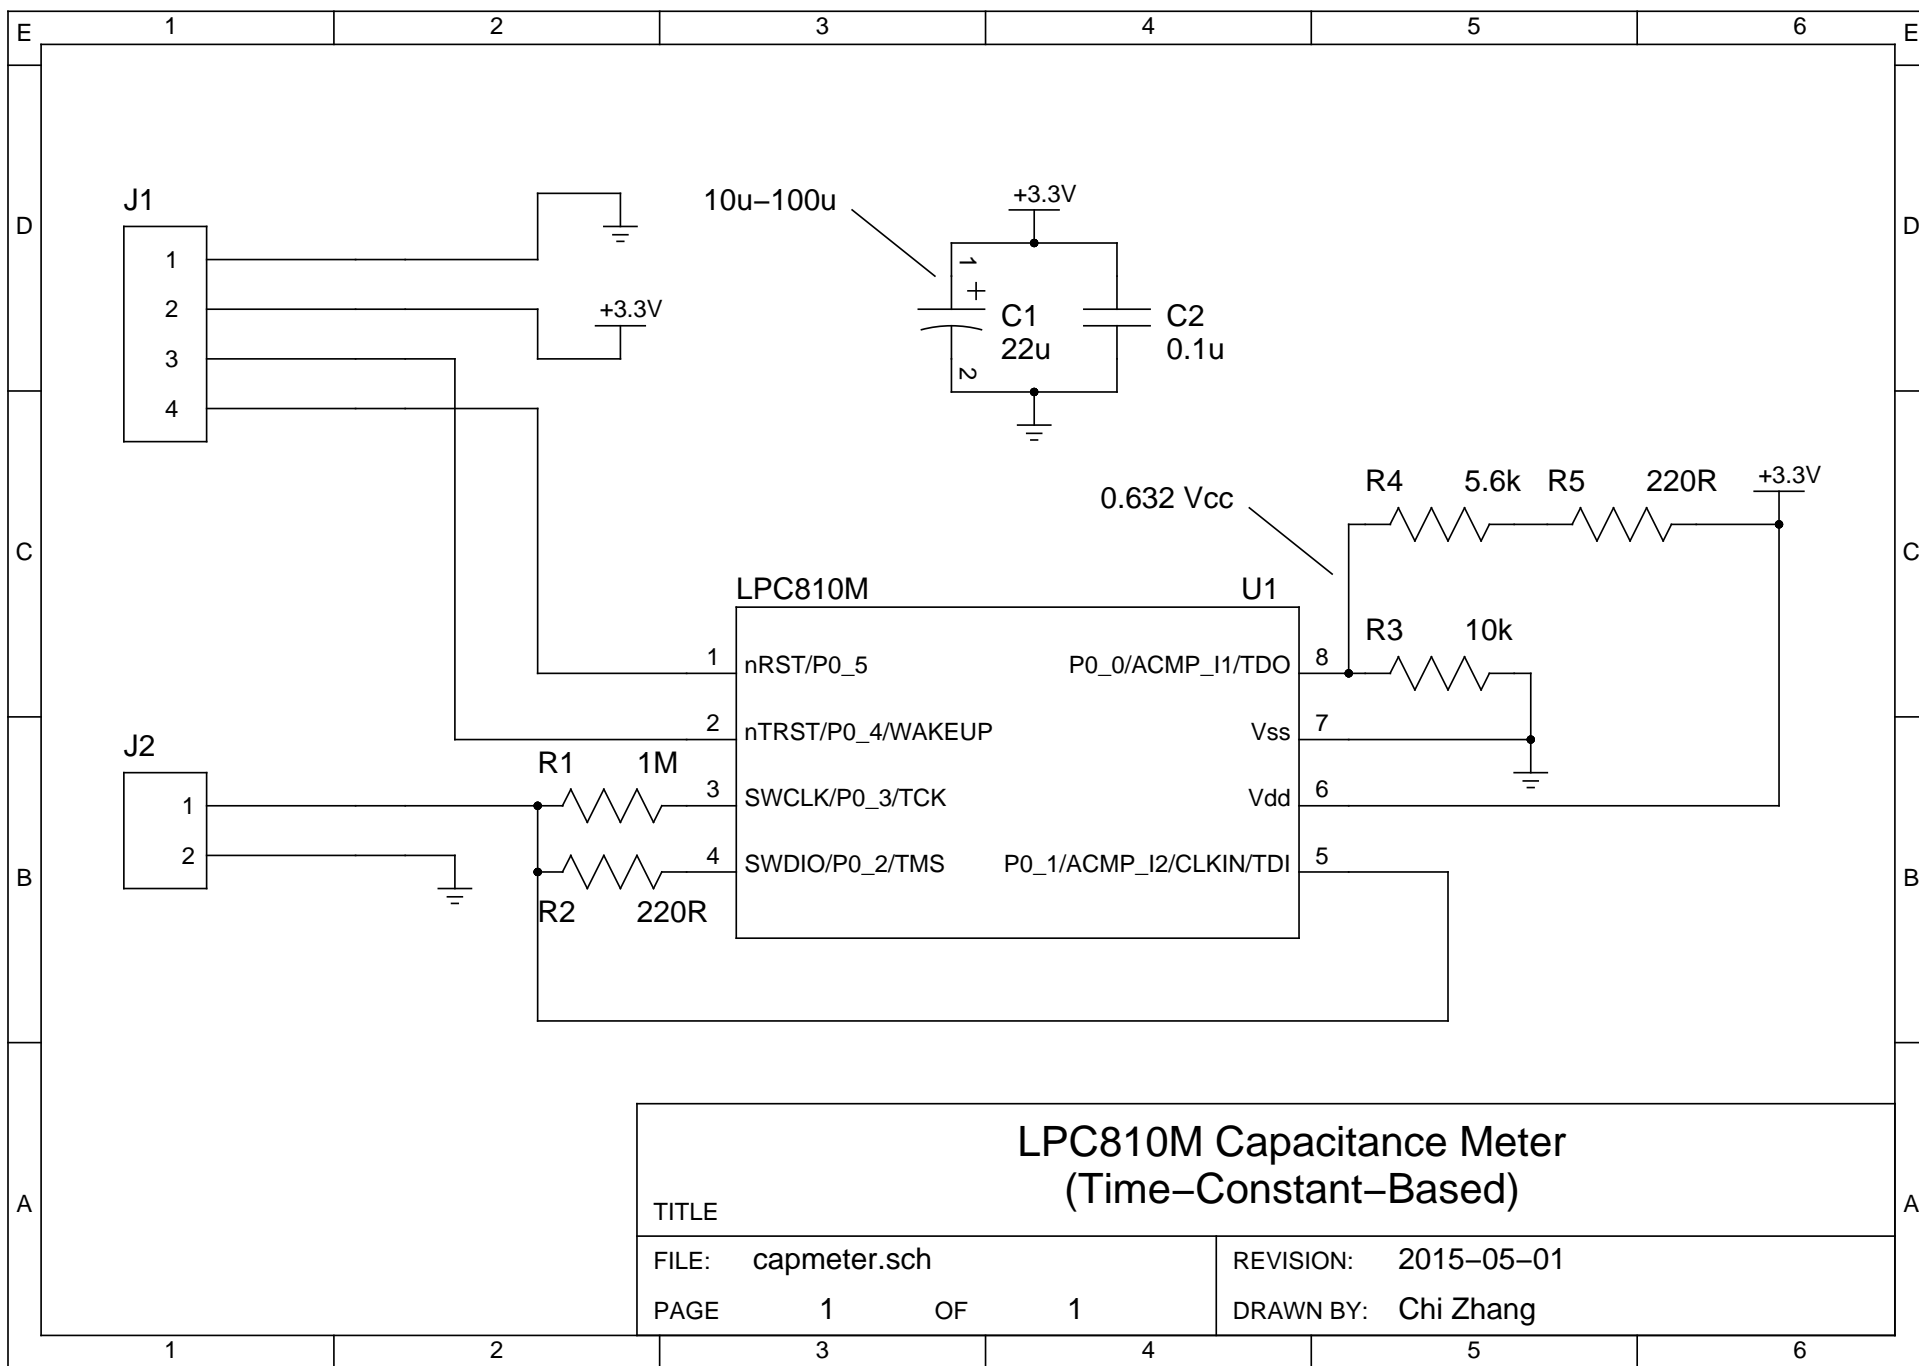 1 2 3 4 5 6
E E
J1
10u−100u
+3.3V
D D
1
1
2
+3.3V
+
C1
22u
C2
0.1u
3
2
4
R4 5.6k R5 220R +3.3V
0.632 Vcc
C C
LPC810M U1
R3 10k
1 nRST/P0_5 P0_0/ACMP_I1/TDO 8
2 nTRST/P0_4/WAKEUP Vss 7
J2
R1 1M
1
3 SWCLK/P0_3/TCK Vdd 6
2
4 SWDIO/P0_2/TMS P0_1/ACMP_I2/CLKIN/TDI 5
B B
R2 220R
LPC810M Capacitance Meter
(Time−Constant−Based)
TITLE
A A
FILE: capmeter.sch REVISION: 2015−05−01
PAGE 1 OF 1 DRAWN BY: Chi Zhang
1 2 3 4 5 6